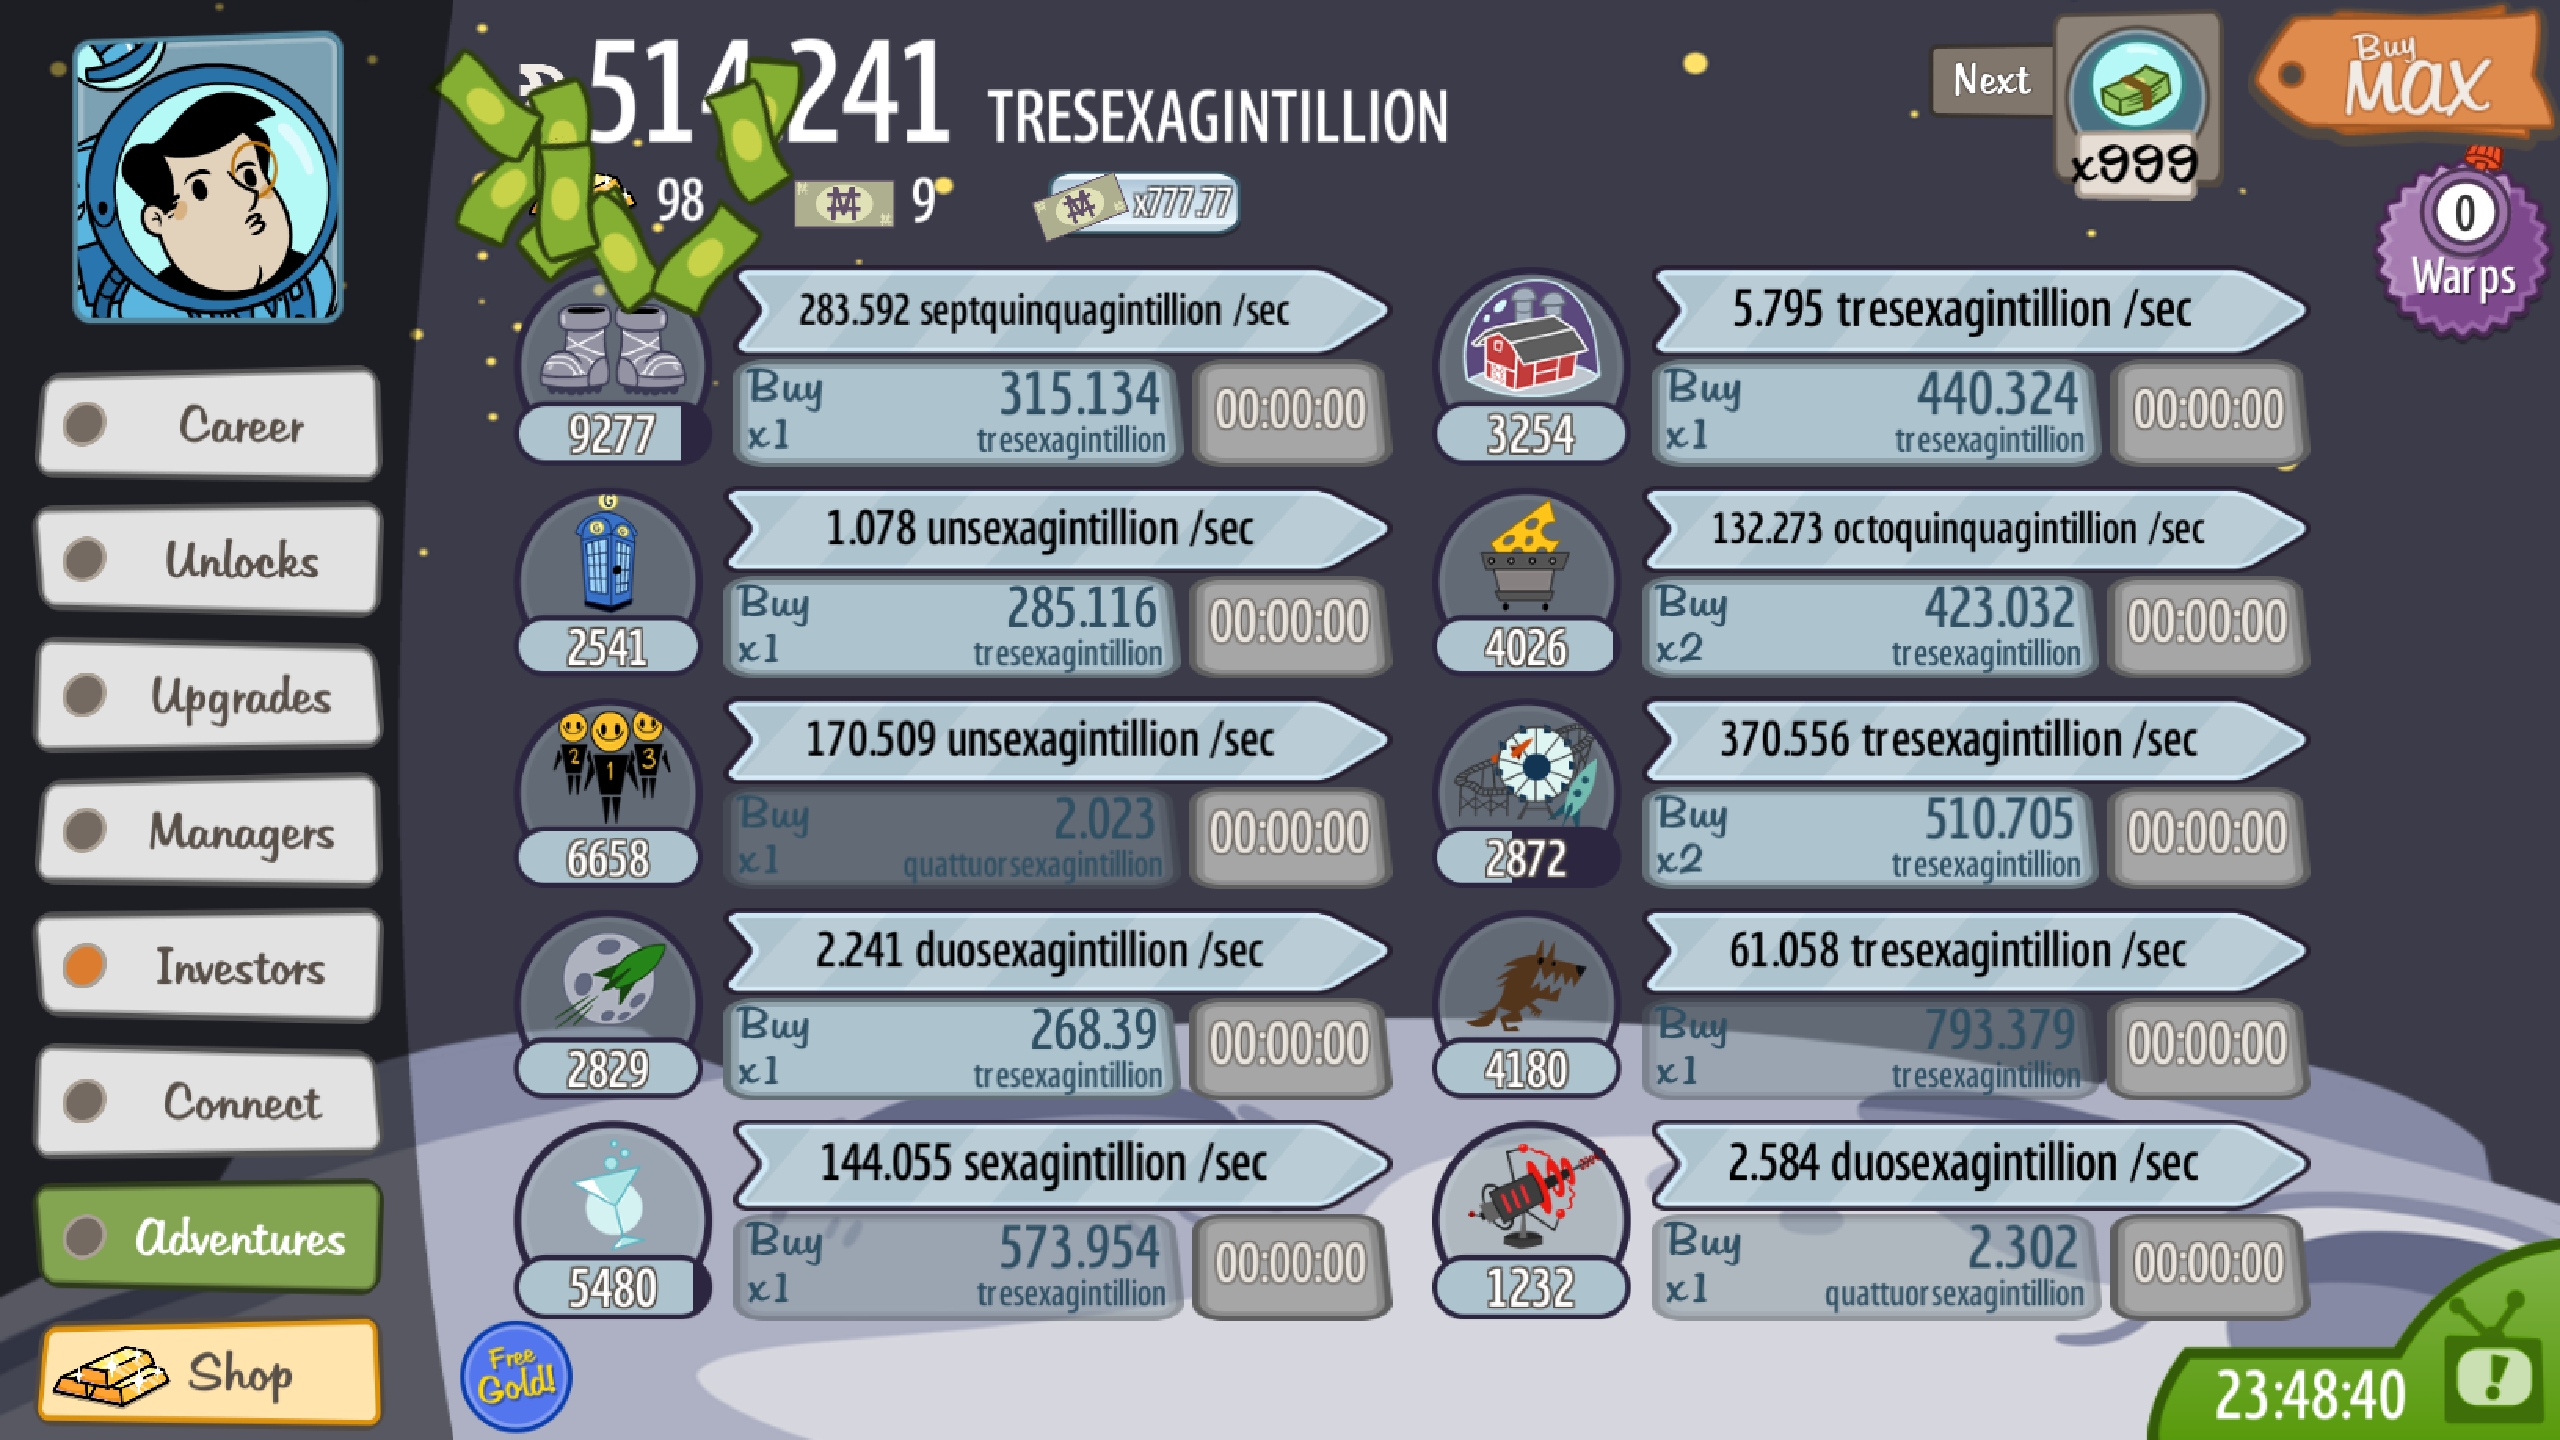 514.241 TRESEXAGINTILLION
98
9
x777.77
Next
x999
Buy
MAX
0
Warps
Career
Unlocks
Upgrades
Managers
Investors
Connect
Adventures
Shop
283.592 septquinquagintillion /sec
Buy 315.134
x1 tresexagintillion
00:00:00
9277
5.795 tresexagintillion /sec
Buy 440.324
x1 tresexagintillion
00:00:00
3254
G
1.078 unsexagintillion /sec
Buy 285.116
x1 tresexagintillion
00:00:00
2541
132.273 octoquinquagintillion /sec
Buy 423.032
x2 tresexagintillion
00:00:00
4026
2 1 3
170.509 unsexagintillion /sec
Buy 2.023
x1 quattuorsexagintillion
00:00:00
6658
370.556 tresexagintillion /sec
Buy 510.705
x2 tresexagintillion
00:00:00
2872
2.241 duosexagintillion /sec
Buy 268.39
x1 tresexagintillion
00:00:00
2829
61.058 tresexagintillion /sec
Buy 793.379
x1 tresexagintillion
00:00:00
4180
144.055 sexagintillion /sec
Buy 573.954
x1 tresexagintillion
00:00:00
5480
2.584 duosexagintillion /sec
Buy 2.302
x1 quattuorsexagintillion
00:00:00
1232
Free
Gold!
23:48:40
!